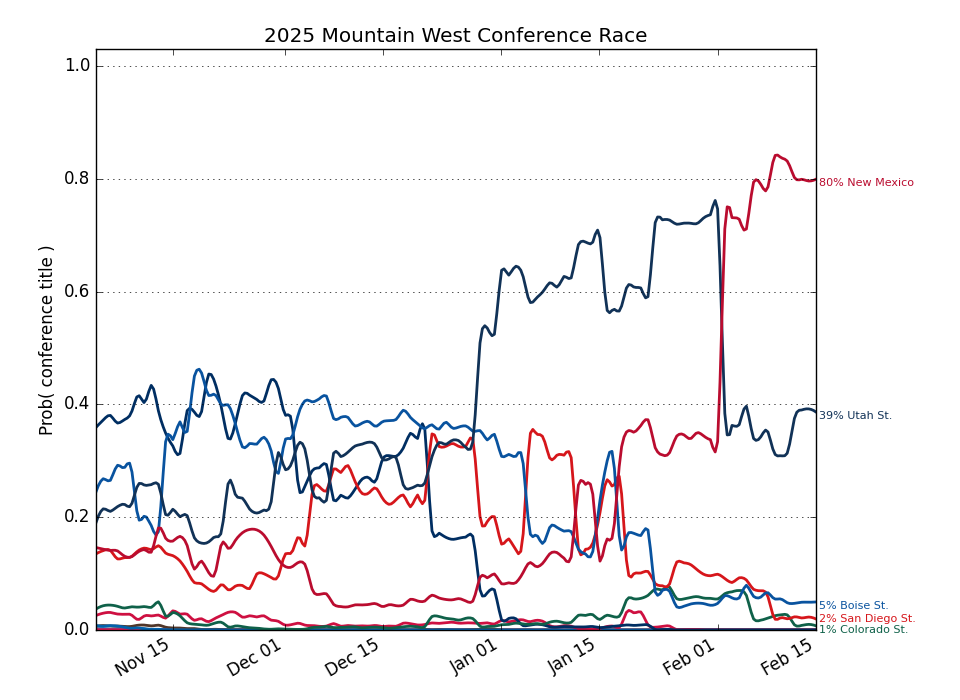 2025 Mountain West Conference Race
Prob( conference title )
1.0
0.8
0.6
0.4
0.2
0.0
80% New Mexico
39% Utah St.
5% Boise St.
2% San Diego St.
1% Colorado St.
Nov 15
Dec 01
Dec 15
Jan 01
Jan 15
Feb 01
Feb 15